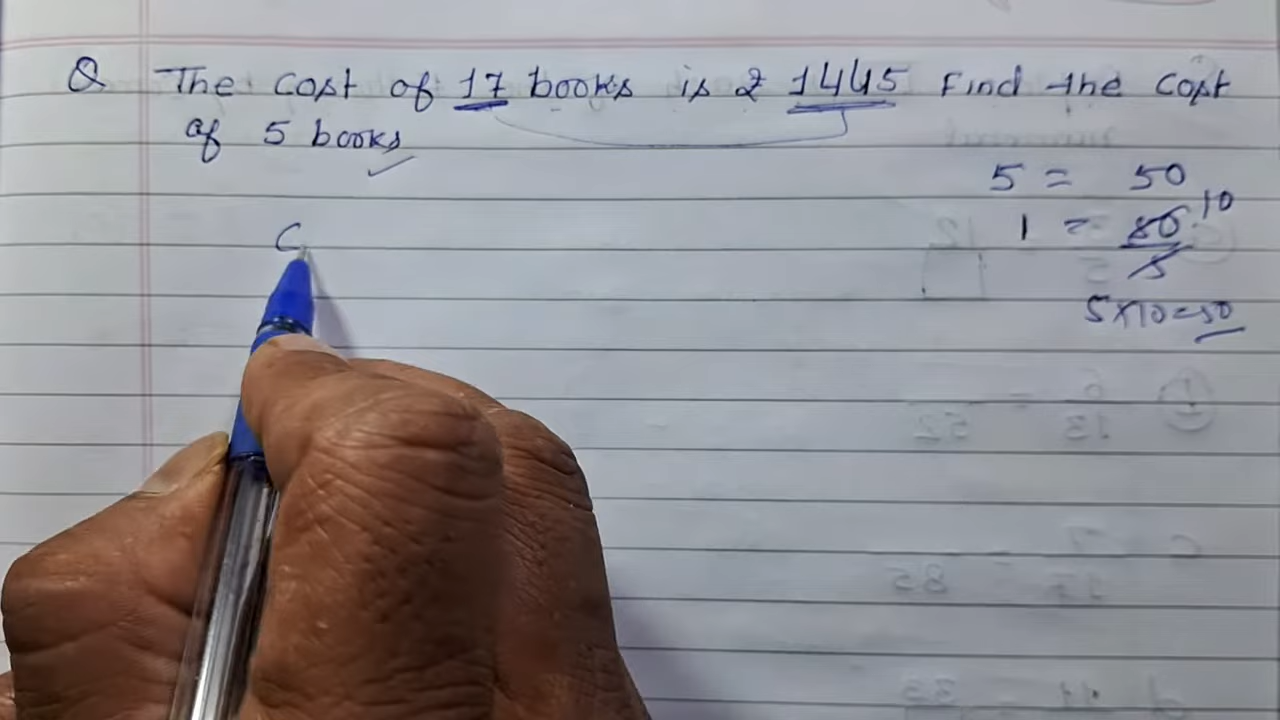 Q The cost of 17 books is ₹ 1445 Find the cost
of 5 books
5 = 50
1 = 50 10
5
5×10=50
C